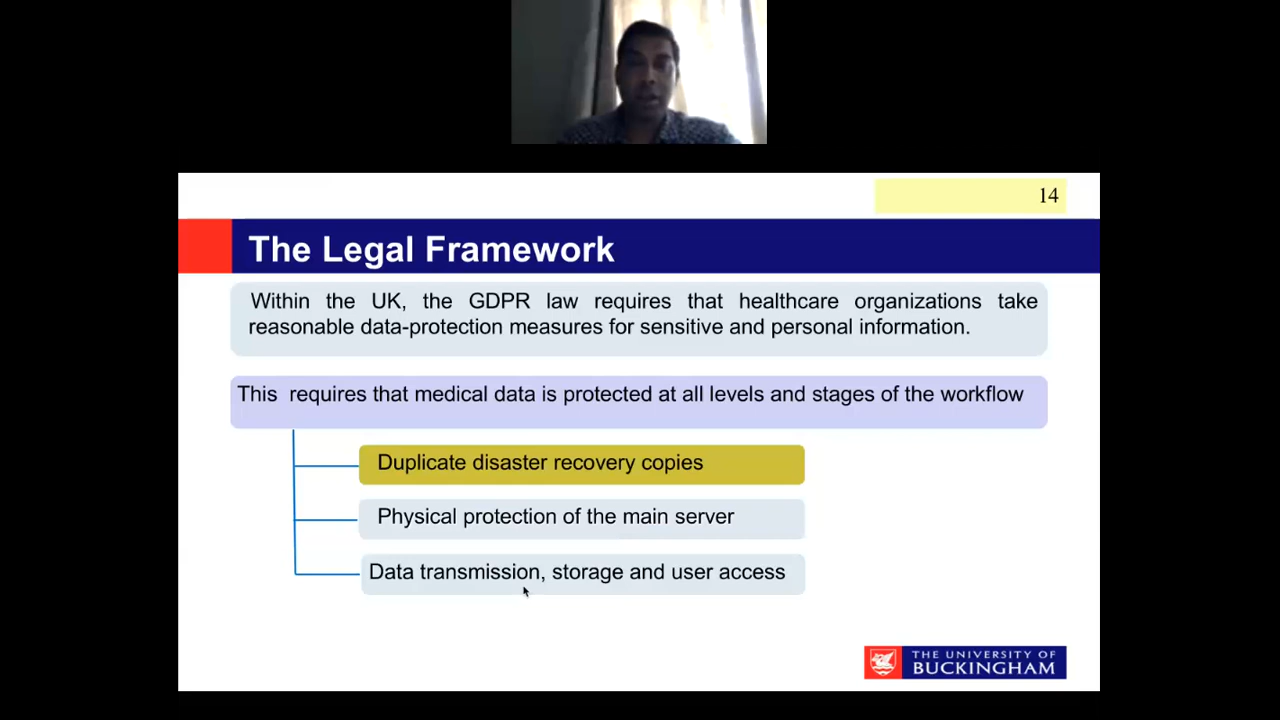 14
The Legal Framework
Within the UK, the GDPR law requires that healthcare organizations take
reasonable data-protection measures for sensitive and personal information.
This requires that medical data is protected at all levels and stages of the workflow
Duplicate disaster recovery copies
Physical protection of the main server
Data transmission, storage and user access
THE UNIVERSITY OF
BUCKINGHAM